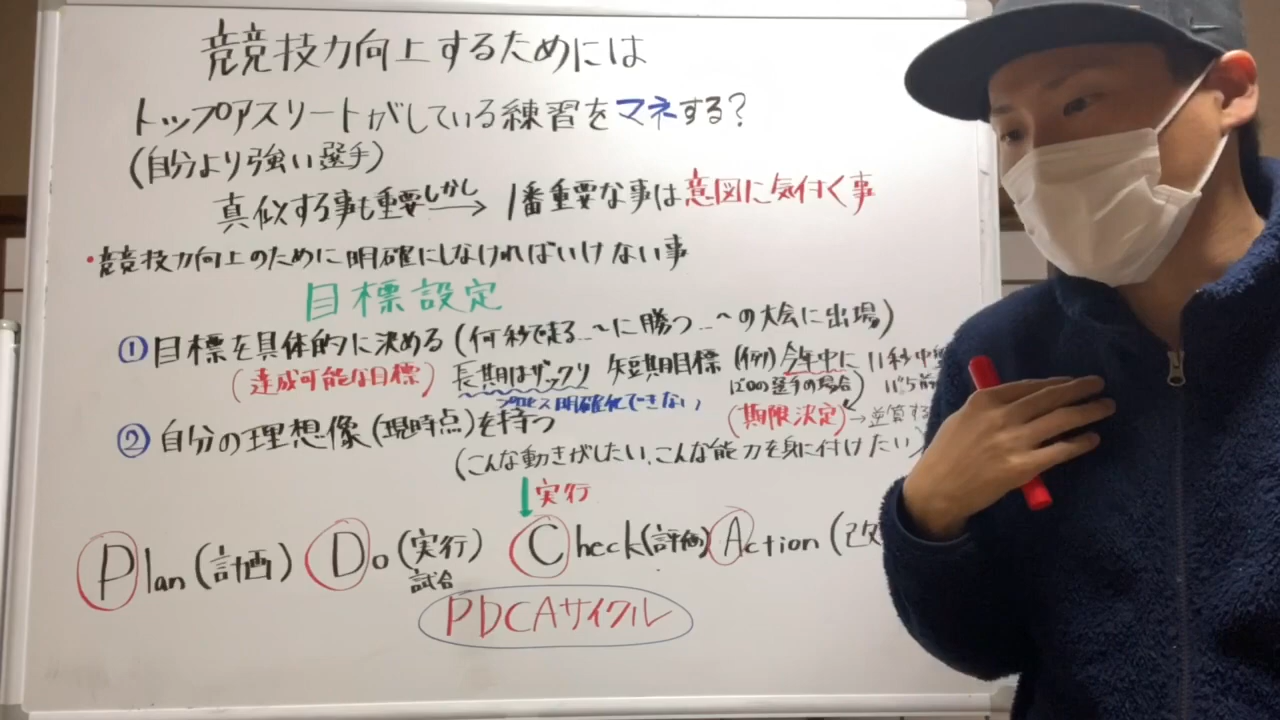 競技力向上するためには
トップアスリートがしている練習をマネする?
(自分より強い選手)
真似する事も重要 しかし→ 1番重要な事は意図に気付く事
・競技力向上のために明確にしなければいけない事
目標設定
①目標を具体的に決める(何秒で走る…〜に勝つ…〜の大会に出場)
(達成可能な目標) 長期はザックリ 短期目標 (例)今年中に11秒中
プロセス明確化できない
(期限決定)→逆算す
②自分の理想像(現時点)を持つ
(こんな動きがしたい、こんな能力を身に付けたい
↓実行
Plan(計画) Do(実行) Check(評価) Action(改
試合
PDCAサイクル